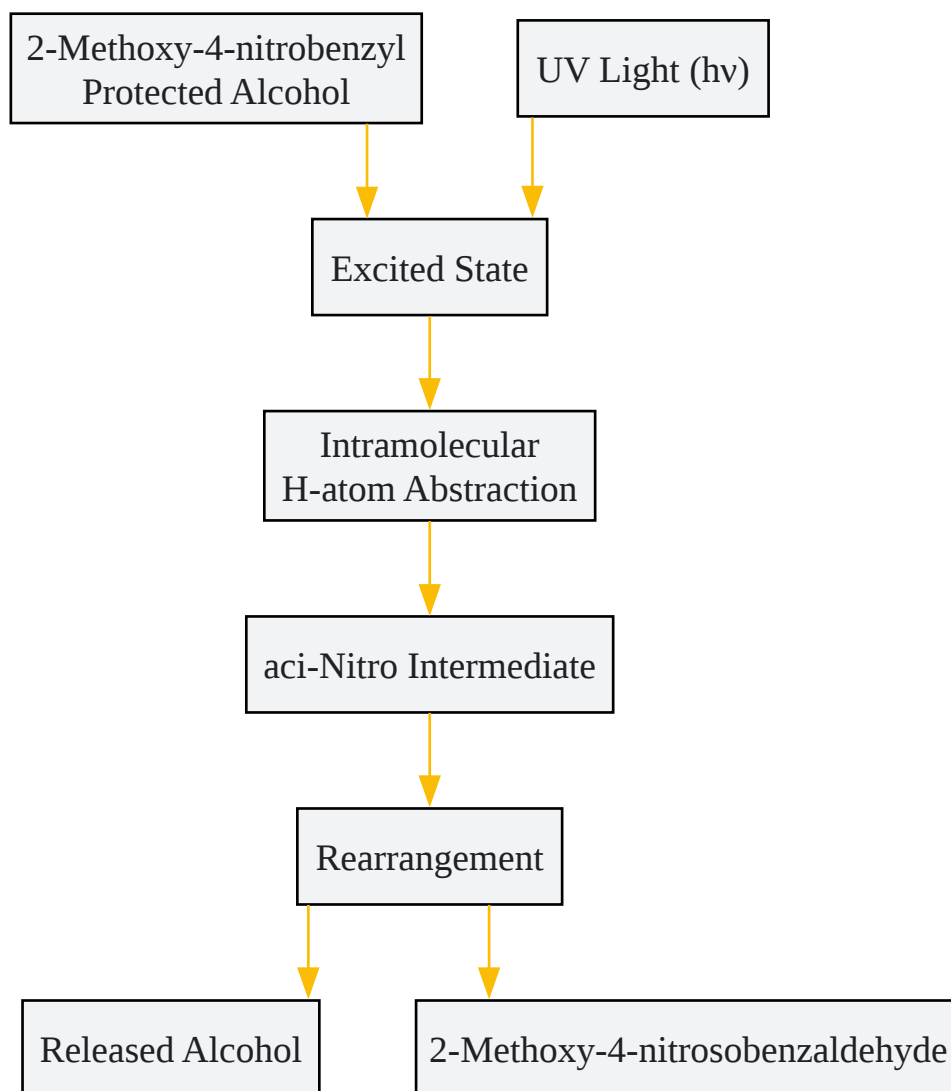 2-Methoxy-4-nitrobenzyl
Protected Alcohol
UV Light (hν)
Excited State
Intramolecular
H-atom Abstraction
aci-Nitro Intermediate
Rearrangement
Released Alcohol
2-Methoxy-4-nitrosobenzaldehyde